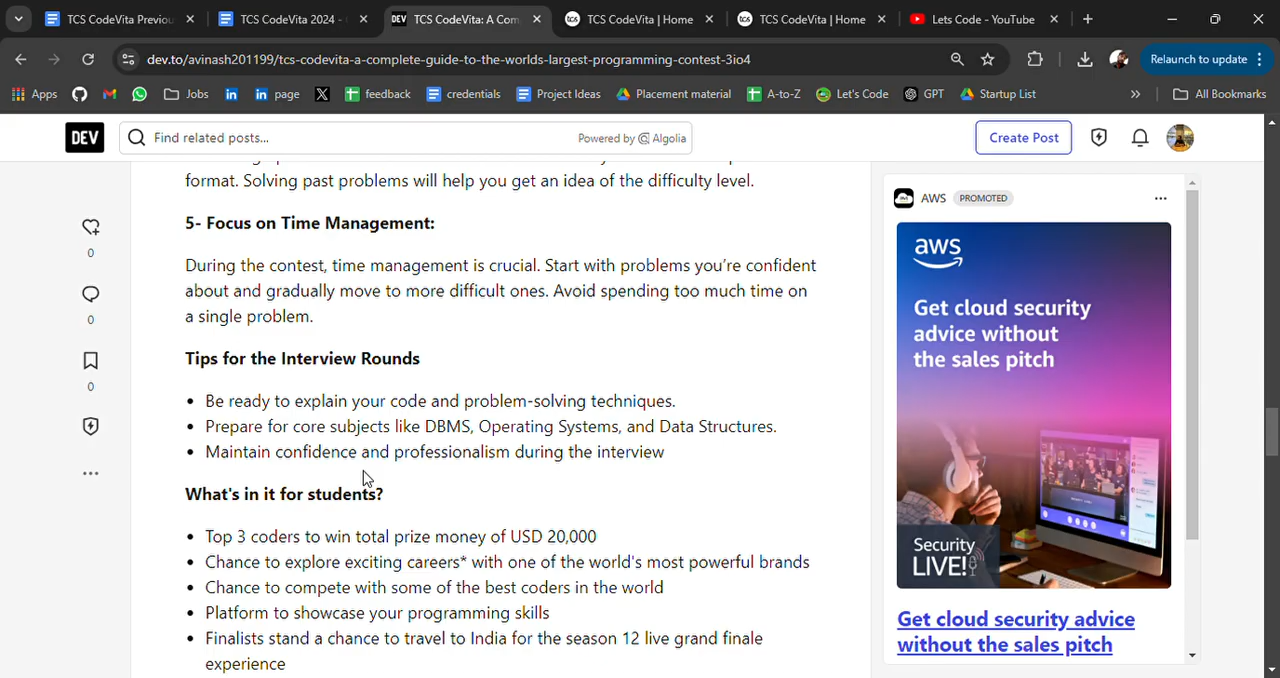 TCS CodeVita Previou
TCS CodeVita 2024 -
DEV
TCS CodeVita: A Com
tcs
TCS CodeVita | Home
tcs
TCS CodeVita | Home
Lets Code - YouTube
dev.to/avinash201199/tcs-codevita-a-complete-guide-to-the-worlds-largest-programming-contest-3io4
Relaunch to update
Apps
Jobs
page
feedback
credentials
Project Ideas
Placement material
A-to-Z
Let's Code
GPT
Startup List
All Bookmarks
DEV
Find related posts...
Powered by Algolia
Create Post
format. Solving past problems will help you get an idea of the difficulty level.
5- Focus on Time Management:
During the contest, time management is crucial. Start with problems you're confident
about and gradually move to more difficult ones. Avoid spending too much time on
a single problem.
Tips for the Interview Rounds
• Be ready to explain your code and problem-solving techniques.
• Prepare for core subjects like DBMS, Operating Systems, and Data Structures.
• Maintain confidence and professionalism during the interview
What's in it for students?
• Top 3 coders to win total prize money of USD 20,000
• Chance to explore exciting careers* with one of the world's most powerful brands
• Chance to compete with some of the best coders in the world
• Platform to showcase your programming skills
• Finalists stand a chance to travel to India for the season 12 live grand finale
experience
0
0
0
AWS
PROMOTED
aws
Get cloud security
advice without
the sales pitch
Security
LIVE!
Get cloud security advice
without the sales pitch